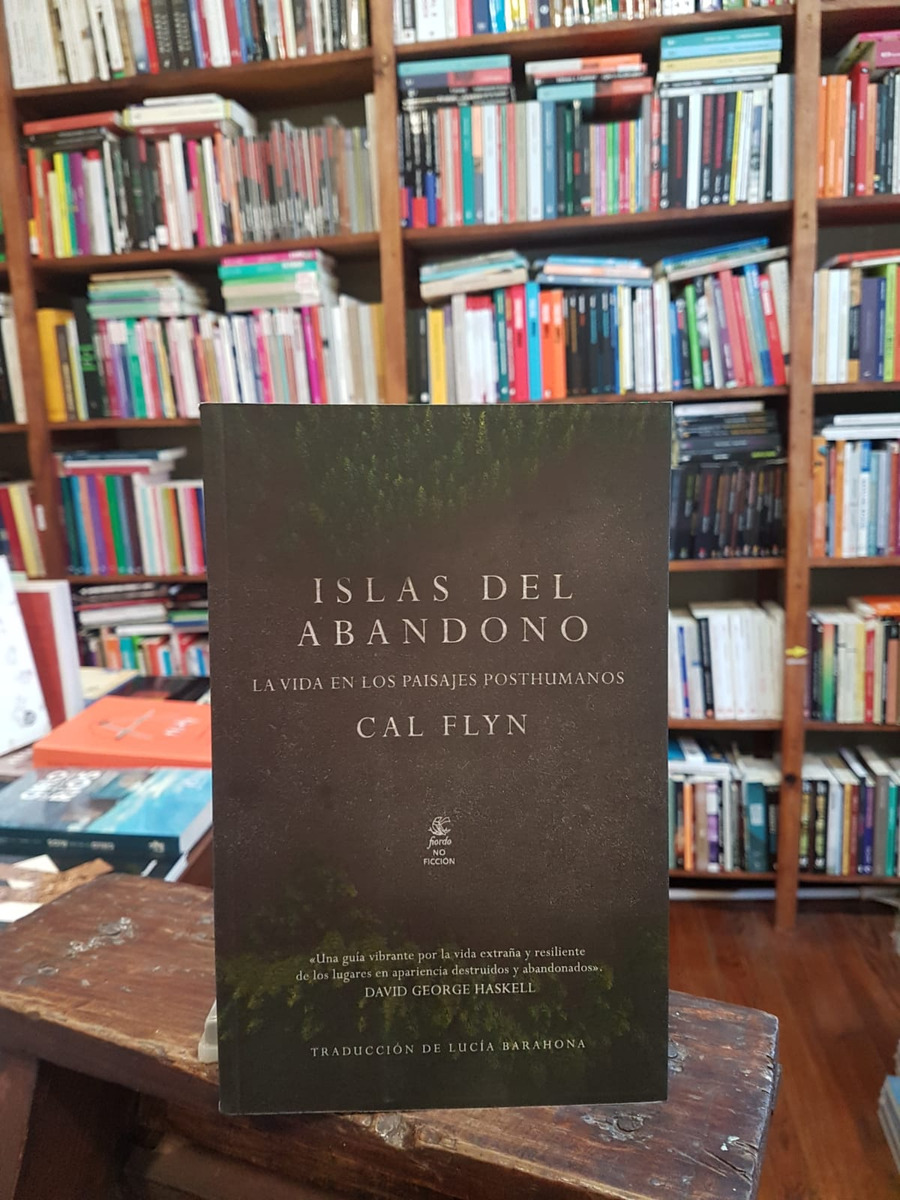 ISLAS DEL
ABANDONO
LA VIDA EN LOS PAISAJES POSTHUMANOS
CAL FLYN
fiordo
NO
FICCIÓN
«Una guía vibrante por la vida extraña y resiliente
de los lugares en apariencia destruidos y abandonados».
DAVID GEORGE HASKELL
TRADUCCIÓN DE LUCÍA BARAHONA